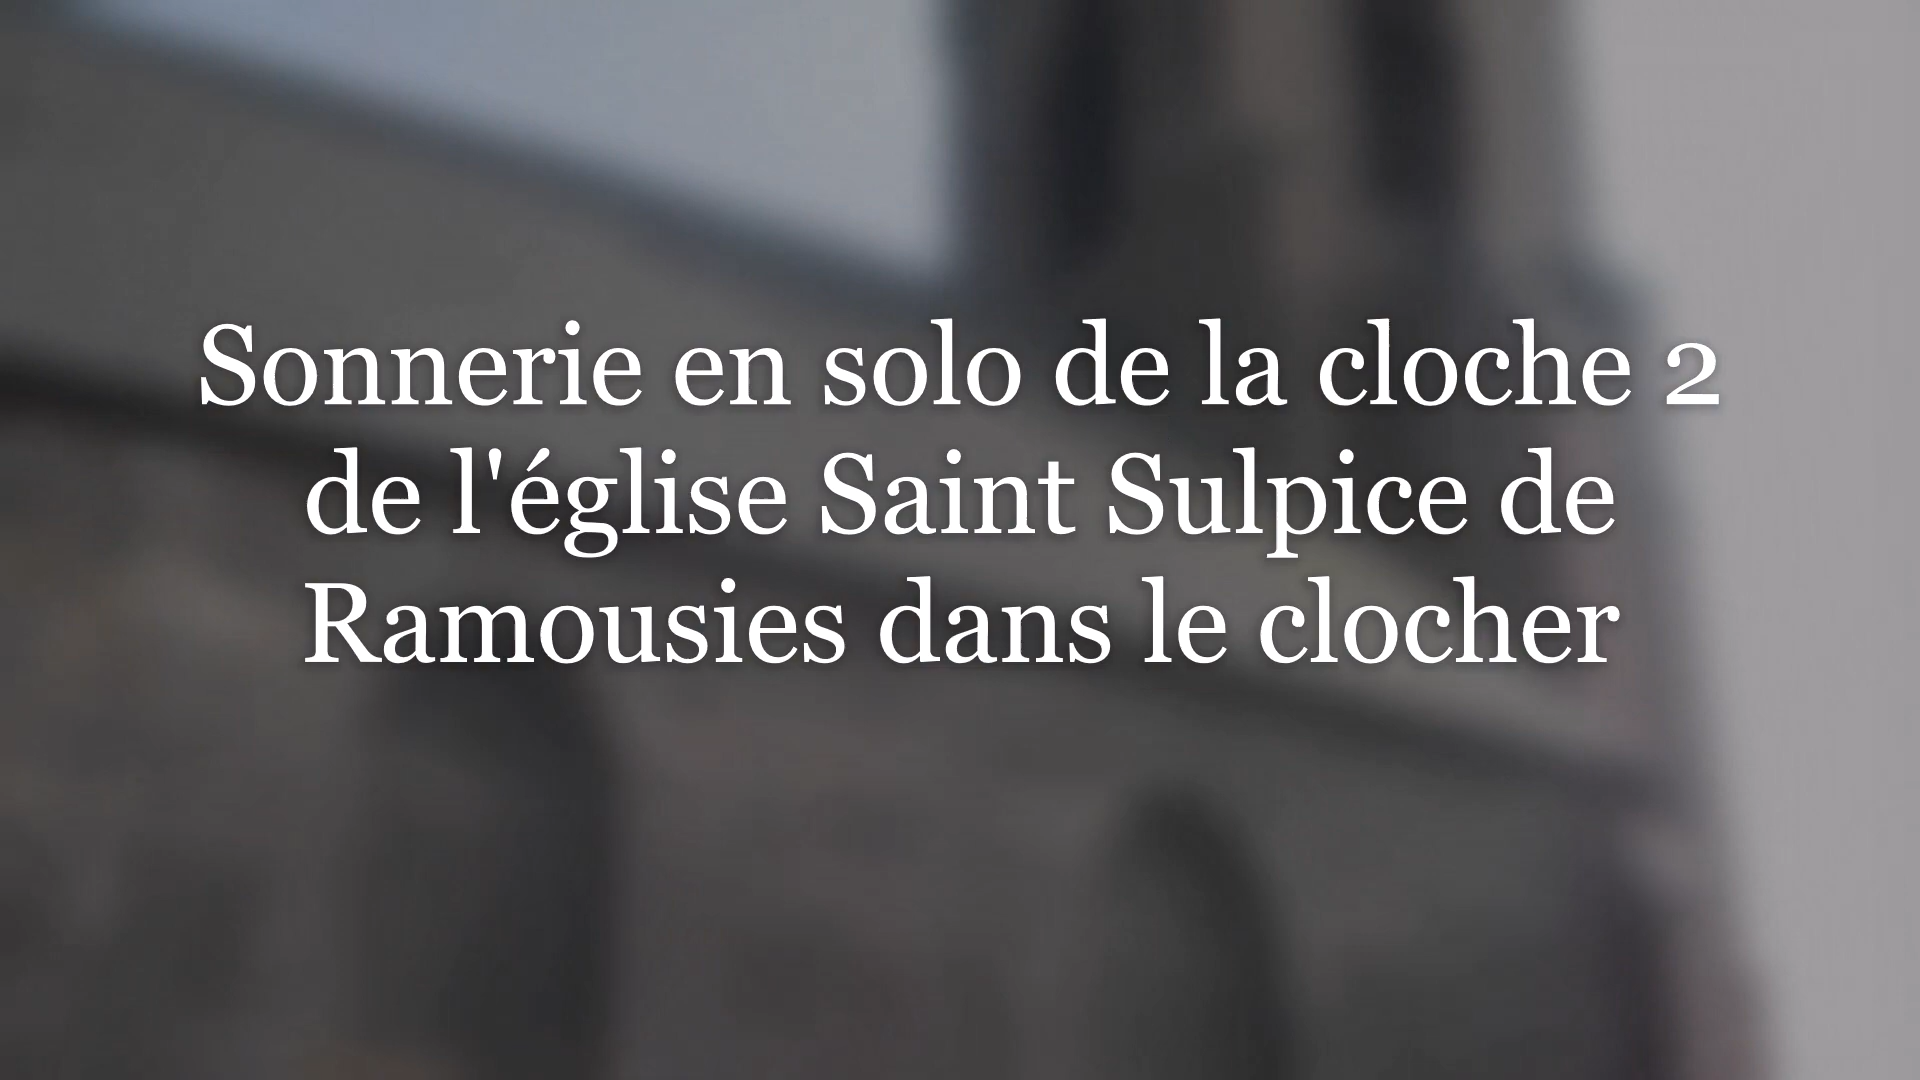 Sonnerie en solo de la cloche 2
de l'église Saint Sulpice de
Ramousies dans le clocher